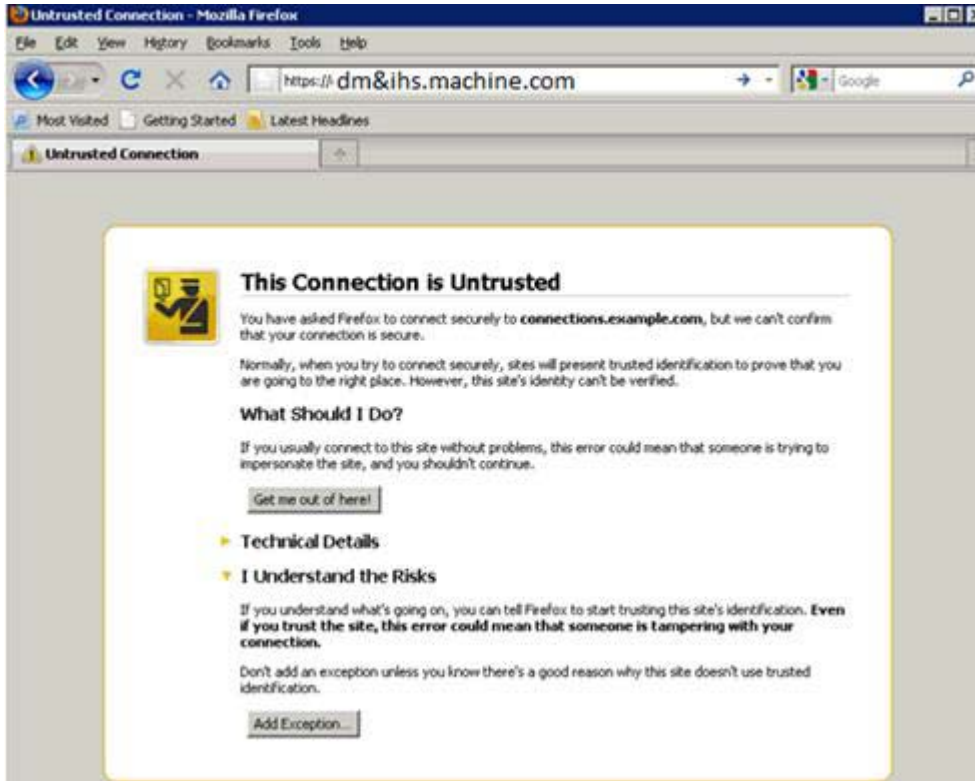 Untrusted Connection - Mozilla Firefox
File Edit View History Bookmarks Tools Help
https:// dm&ihs.machine.com
Google
Most Visited Getting Started Latest Headlines
Untrusted Connection
This Connection is Untrusted
You have asked Firefox to connect securely to connections.example.com, but we can't confirm
that your connection is secure.
Normally, when you try to connect securely, sites will present trusted identification to prove that you
are going to the right place. However, this site's identity can't be verified.
What Should I Do?
If you usually connect to this site without problems, this error could mean that someone is trying to
impersonate the site, and you shouldn't continue.
Get me out of here!
Technical Details
I Understand the Risks
If you understand what's going on, you can tell Firefox to start trusting this site's identification. Even
if you trust the site, this error could mean that someone is tampering with your
connection.
Don't add an exception unless you know there's a good reason why this site doesn't use trusted
identification.
Add Exception...